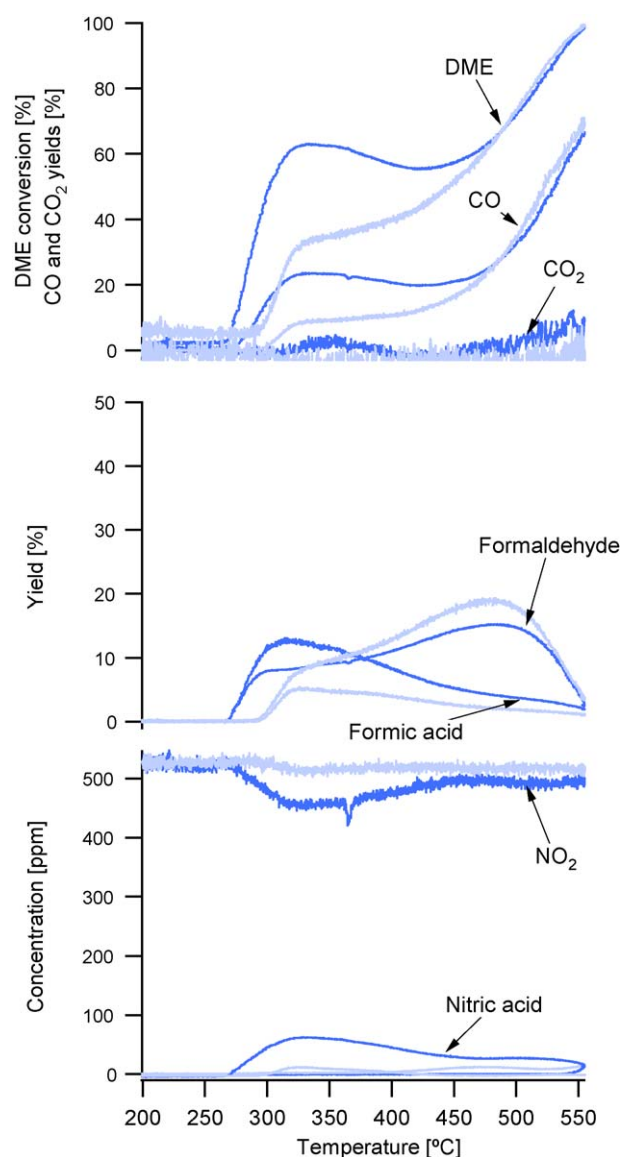 DME conversion [%]
CO and CO₂ yields [%]
100
80
60
40
20
0
DME
CO
CO₂
Yield [%]
50
40
30
20
10
0
Formaldehyde
Formic acid
Concentration [ppm]
500
400
300
200
100
0
NO₂
Nitric acid
200 250 300 350 400 450 500 550
Temperature [ºC]